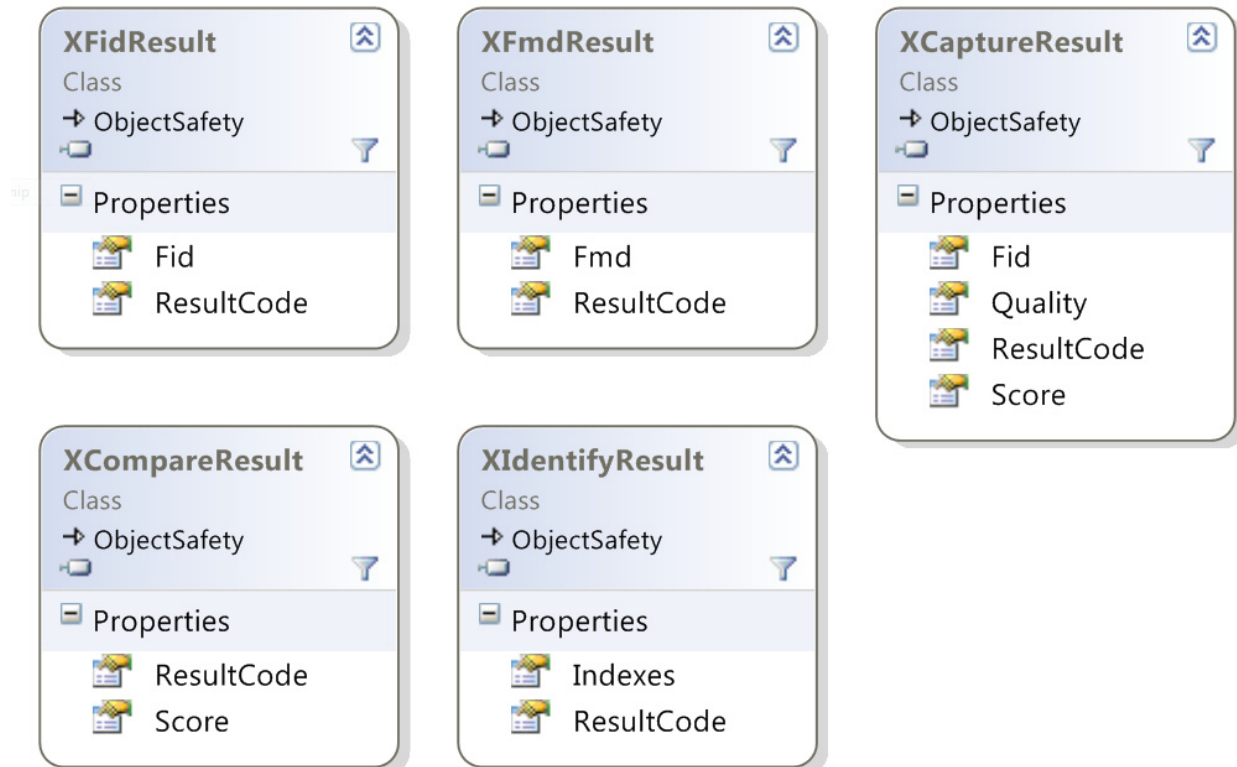 XFidResult
Class
ObjectSafety
Properties
Fid
ResultCode
XFmdResult
Class
ObjectSafety
Properties
Fmd
ResultCode
XCaptureResult
Class
ObjectSafety
Properties
Fid
Quality
ResultCode
Score
XCompareResult
Class
ObjectSafety
Properties
ResultCode
Score
XIdentifyResult
Class
ObjectSafety
Properties
Indexes
ResultCode